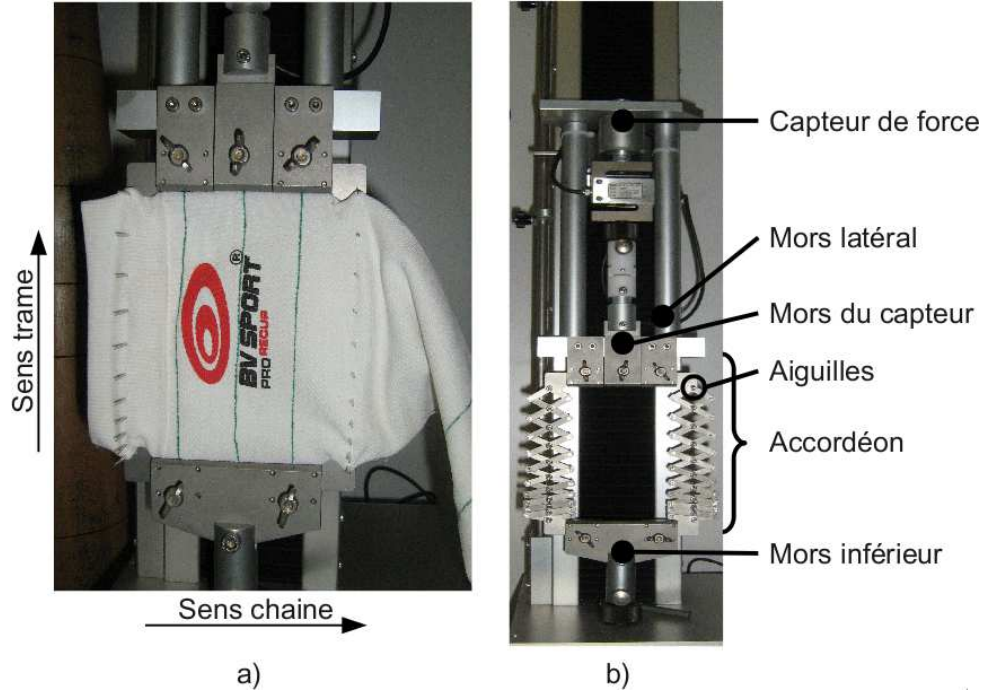 Sens trame
BV SPORT®
PRO RECUP
Sens chaine
a)
Capteur de force
Mors latéral
Mors du capteur
Aiguilles
Accordéon
Mors inférieur
b)